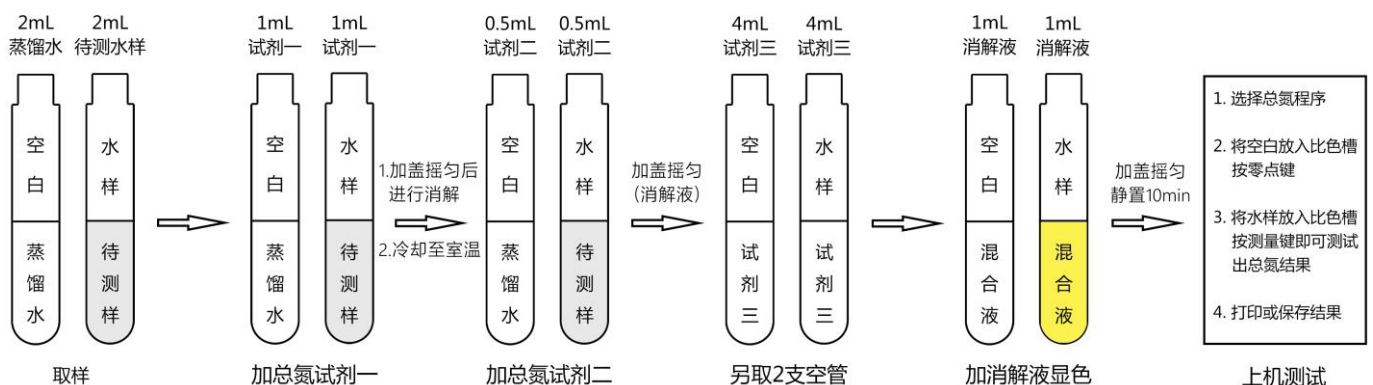 2mL
蒸馏水
2mL
待测水样
空白
蒸馏水
水样
待测样
取样
1mL
试剂一
1mL
试剂一
空白
蒸馏水
水样
待测样
加总氮试剂一
1.加盖摇匀后
进行消解
2.冷却至室温
0.5mL
试剂二
0.5mL
试剂二
空白
蒸馏水
水样
待测样
加总氮试剂二
加盖摇匀
(消解液)
4mL
试剂三
4mL
试剂三
空白
试剂三
水样
试剂三
另取2支空管
1mL
消解液
1mL
消解液
空白
混合液
水样
混合液
加消解液显色
加盖摇匀
静置10min
1. 选择总氮程序
2. 将空白放入比色槽
按零点键
3. 将水样放入比色槽
按测量键即可测试
出总氮结果
4. 打印或保存结果
上机测试